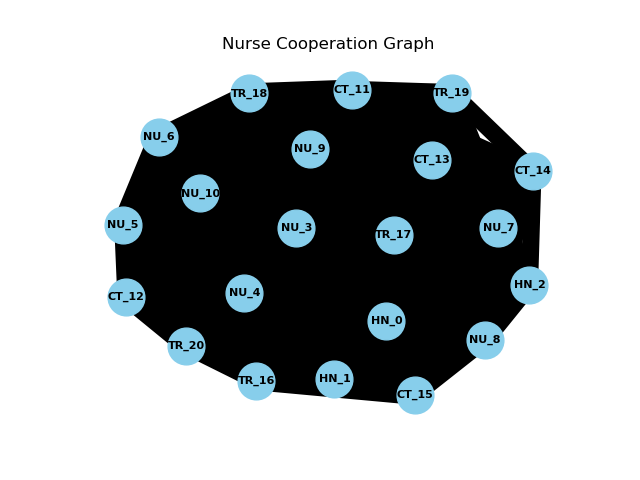 Nurse Cooperation Graph
CT_11
TR_18
TR_19
NU_6
NU_9
CT_13
CT_14
NU_10
NU_5
NU_3
TR_17
NU_7
HN_2
NU_4
CT_12
HN_0
NU_8
TR_20
HN_1
TR_16
CT_15